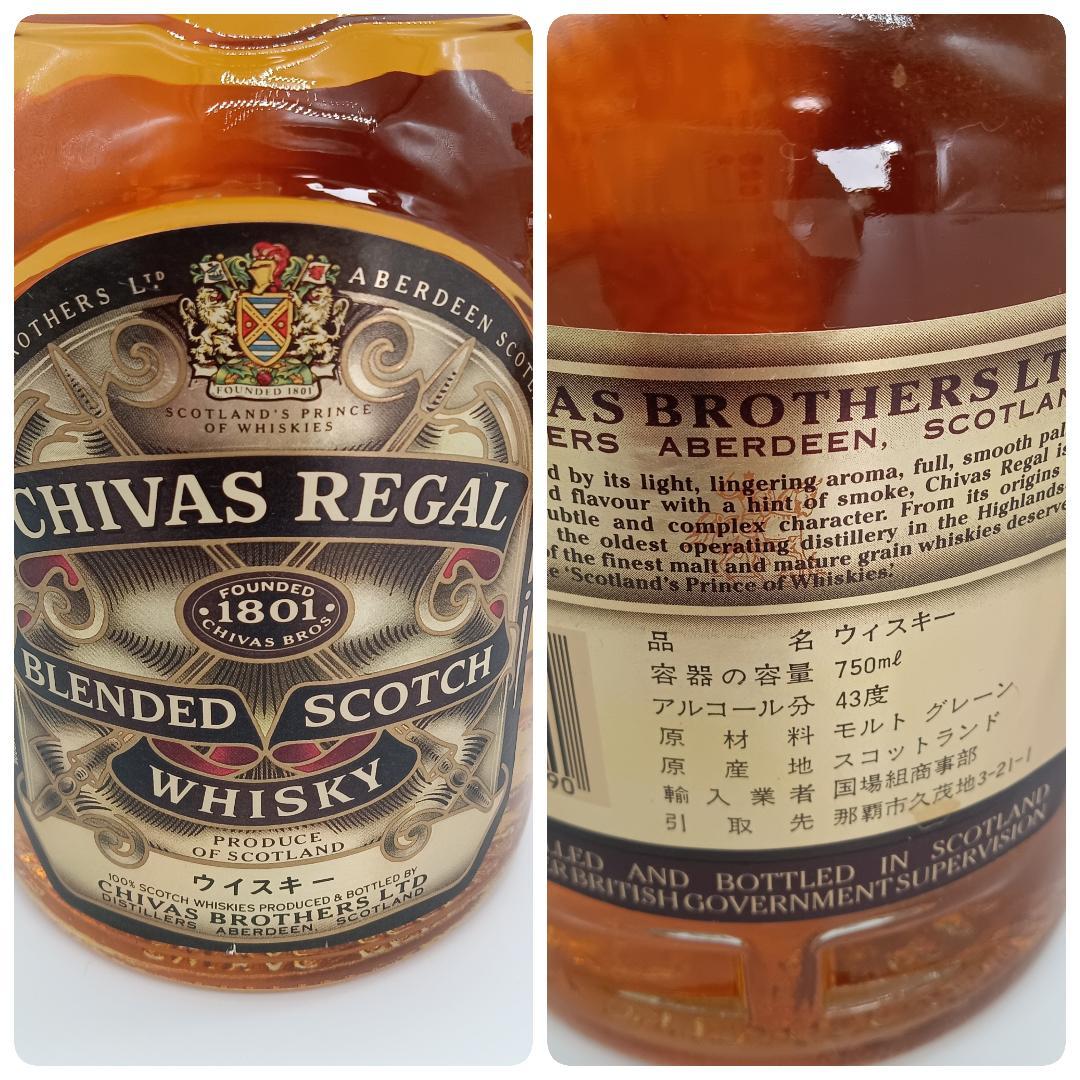 BROTHERS LTD ABERDEEN SCOTL
FOUNDED 1801
SCOTLAND'S PRINCE
OF WHISKIES
CHIVAS REGAL
FOUNDED
1801
CHIVAS BROS
BLENDED SCOTCH
WHISKY
PRODUCE
OF SCOTLAND
ウイスキー
100% SCOTCH WHISKIES PRODUCED & BOTTLED BY
CHIVAS BROTHERS LTD
DISTILLERS ABERDEEN, SCOTLAND
AS BROTHERS LT
ERS ABERDEEN, SCOTLAN
d by its light, lingering aroma, full, smooth pal
d flavour with a hint of smoke, Chivas Regal is
ubtle and complex character. From its origins
the oldest operating distillery in the Highlands
of the finest malt and mature grain whiskies deserve
e 'Scotland's Prince of Whiskies.'
品名 ウィスキー
容器の容量 750ml
アルコール分 43度
原材料 モルト グレーン
原産地 スコットランド
輸入業者 国場組商事部
引取先 那覇市久茂地3-21-1
90
LLED AND BOTTLED IN SCOTLAND
ER BRITISH GOVERNMENT SUPERVISION